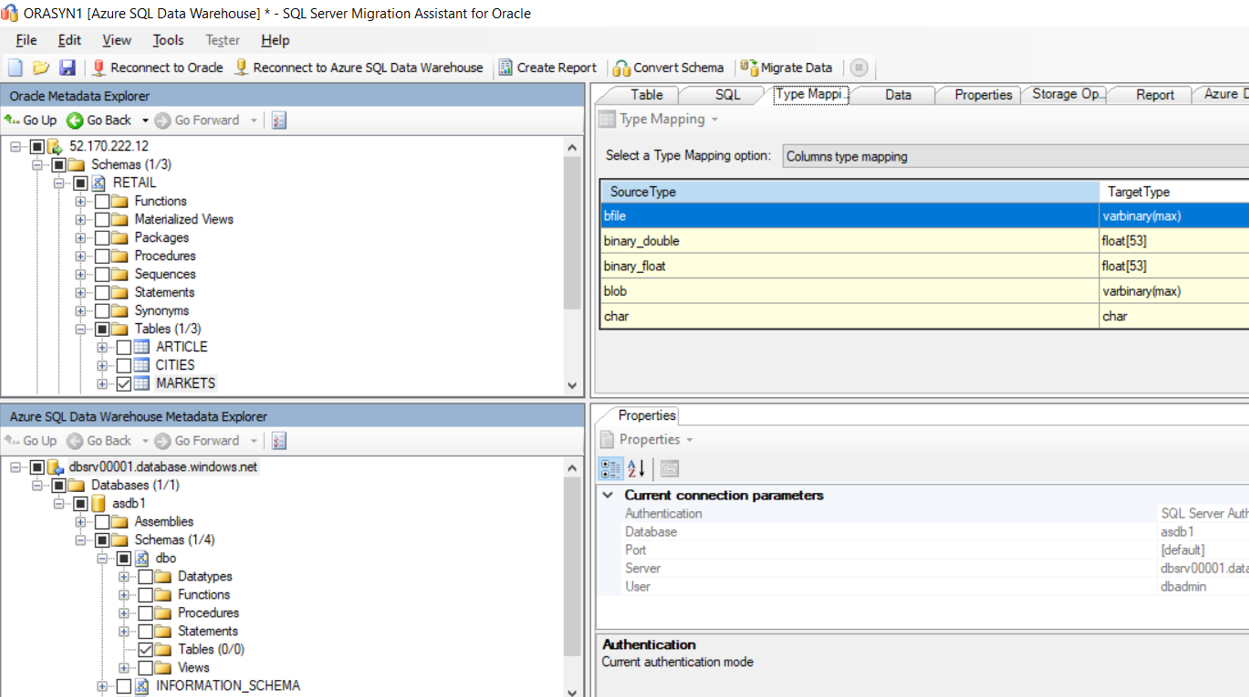 ORASYN1 [Azure SQL Data Warehouse] * - SQL Server Migration Assistant for Oracle
File Edit View Tools Tester Help
Reconnect to Oracle Reconnect to Azure SQL Data Warehouse Create Report Convert Schema Migrate Data
Oracle Metadata Explorer
Go Up Go Back Go Forward
52.170.222.12
Schemas (1/3)
RETAIL
Functions
Materialized Views
Packages
Procedures
Sequences
Statements
Synonyms
Tables (1/3)
ARTICLE
CITIES
MARKETS
Table SQL Type Mappi... Data Properties Storage Op... Report Azure D
Type Mapping
Select a Type Mapping option: Columns type mapping
SourceType TargetType
bfile varbinary(max)
binary_double float[53]
binary_float float[53]
blob varbinary(max)
char char
Azure SQL Data Warehouse Metadata Explorer
Go Up Go Back Go Forward
dbsrv00001.database.windows.net
Databases (1/1)
asdb1
Assemblies
Schemas (1/4)
dbo
Datatypes
Functions
Procedures
Statements
Tables (0/0)
Views
INFORMATION_SCHEMA
Properties
Properties
Current connection parameters
Authentication SQL Server Auth
Database asdb1
Port [default]
Server dbsrv00001.data
User dbadmin
Authentication
Current authentication mode